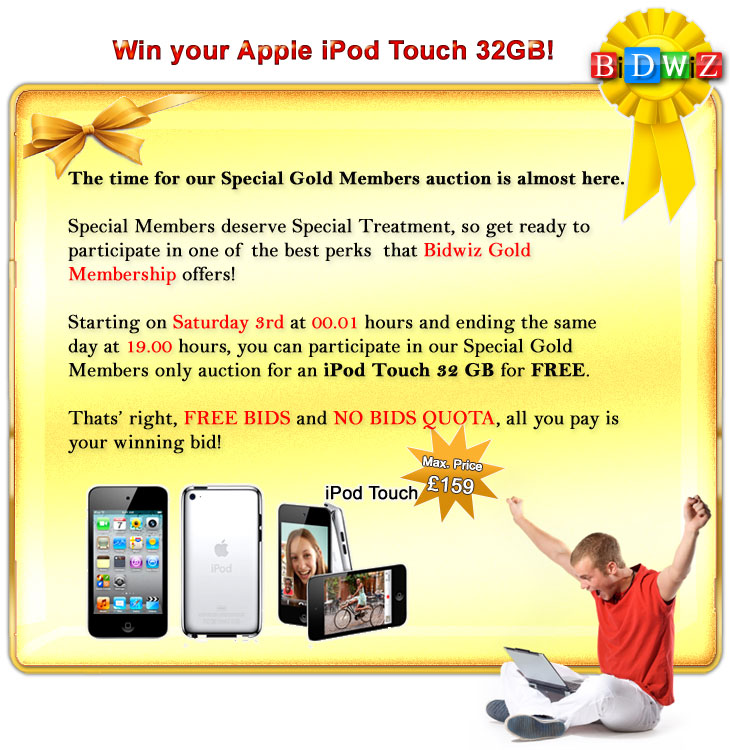 Win your Apple iPod Touch 32GB!
BiDWiZ
The time for our Special Gold Members auction is almost here.
Special Members deserve Special Treatment, so get ready to
participate in one of the best perks that Bidwiz Gold
Membership offers!
Starting on Saturday 3rd at 00.01 hours and ending the same
day at 19.00 hours, you can participate in our Special Gold
Members only auction for an iPod Touch 32 GB for FREE.
Thats' right, FREE BIDS and NO BIDS QUOTA, all you pay is
your winning bid!
Max. Price
£159
iPod Touch
iPod